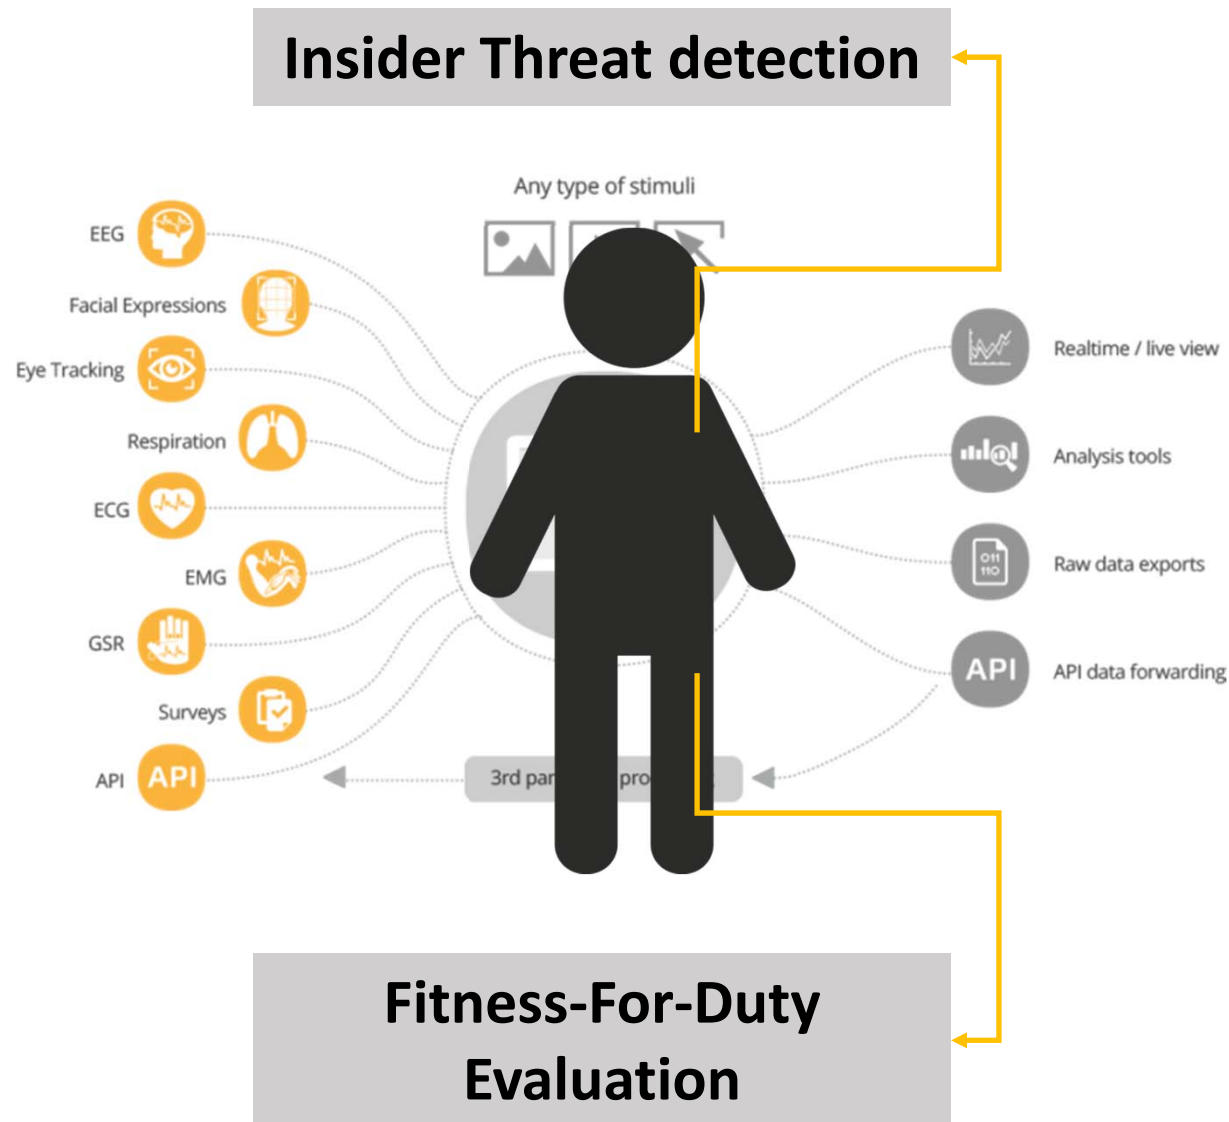 Insider Threat detection
Any type of stimuli
EEG
Facial Expressions
Eye Tracking
Respiration
ECG
EMG
GSR
Surveys
API
API
Realtime / live view
Analysis tools
011
110
Raw data exports
API
API data forwarding
3rd
Fitness-For-Duty
Evaluation